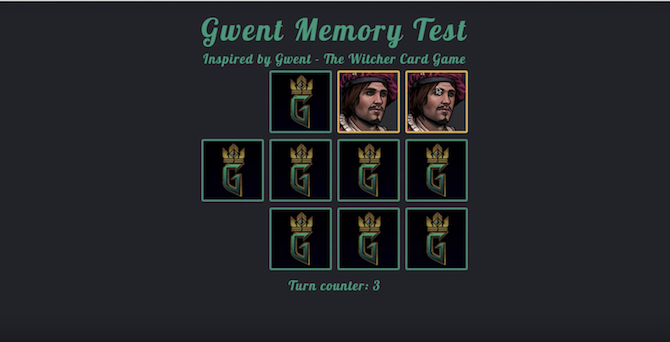 Gwent Memory Test
Inspired by Gwent - The Witcher Card Game
G
G G G G
G G G
Turn counter: 3